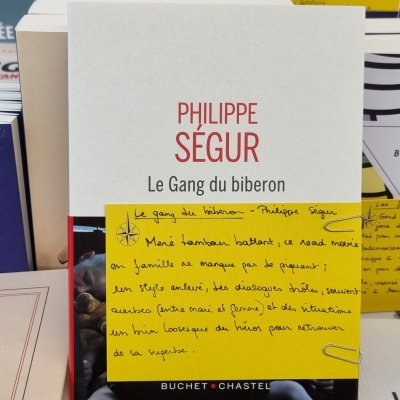 PHILIPPE
SÉGUR
Le Gang du biberon
Le gang du biberon - Philippe Ségur
Mené tambour battant, ce road movie
en famille ne manque pas de piquant :
un style enlevé, des dialogues drôles, souvent
acerbes (entre mari et femme) et des situations
un brin loosesque du héros pour retrouver
de sa superbe.
BUCHET • CHASTEL